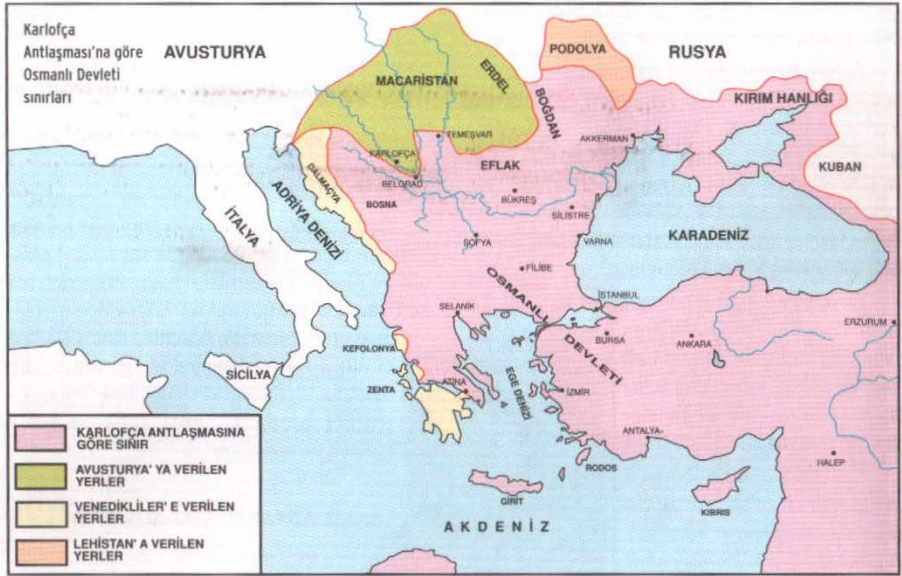 Karlofça
Antlaşması'na göre
Osmanlı Devleti
sınırları
AVUSTURYA
MACARİSTAN
ERDEL
PODOLYA
RUSYA
BOĞDAN
KIRIM HANLIĞI
KUBAN
TEMEŞVAR
AKKERMAN
KARLOFÇA
BELGRAD
EFLAK
DALMAÇYA
BOSNA
BÜKREŞ
SİLİSTRE
İTALYA
ADRİYA DENİZİ
SOFYA
VARNA
KARADENİZ
FİLİBE
OSMANLI
DEVLETİ
SELANİK
İSTANBUL
BURSA
ANKARA
ERZURUM
KEFOLONYA
SİCİLYA
ZENTA
ATİNA
EGE DENİZİ
İZMİR
ANTALYA
RODOS
HALEP
GİRİT
KIBRIS
AKDENİZ
KARLOFÇA ANTLAŞMASINA
GÖRE SINIR
AVUSTURYA' YA VERİLEN
YERLER
VENEDİKLİLER' E VERİLEN
YERLER
LEHİSTAN' A VERİLEN
YERLER